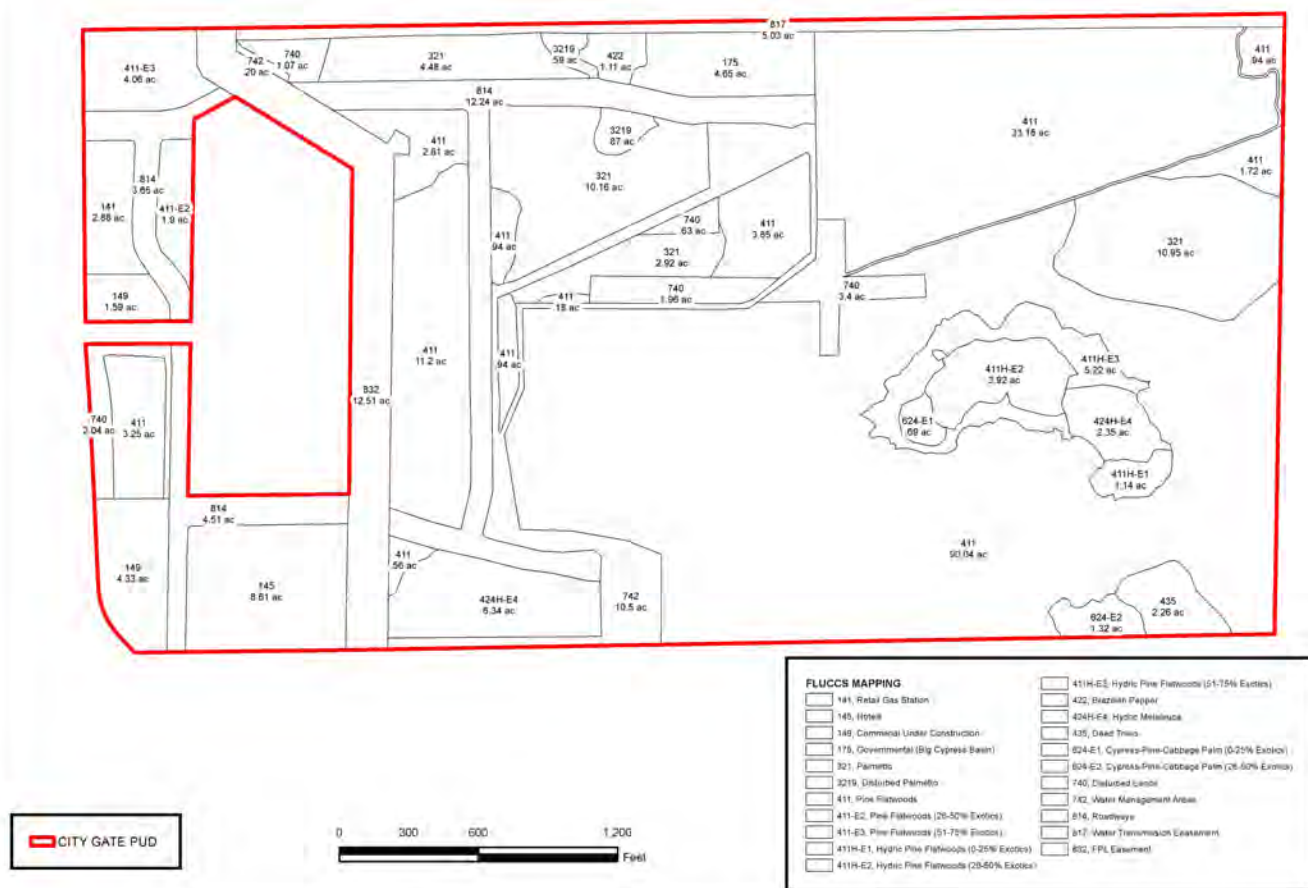 817
5.03 ac
411-E3
4.06 ac
742
.20 ac
740
1.07 ac
321
4.48 ac
3219
.59 ac
422
1.11 ac
175
4.65 ac
411
.94 ac
814
12.24 ac
411
2.81 ac
3219
.87 ac
411
411
1.72 ac
814
3.65 ac
141
2.88 ac
411-E2
1.9 ac
321
10.16 ac
740
.63 ac
411
3.85 ac
411
.94 ac
321
2.92 ac
321
10.95 ac
149
1.59 ac
740
1.96 ac
740
3.4 ac
411
.18 ac
411
11.2 ac
411
.94 ac
411H-E3
5.22 ac
411H-E2
3.92 ac
832
12.51 ac
740
411
3.25 ac
624-E1
.69 ac
424H-E4
2.35 ac
411H-E1
1.14 ac
814
4.51 ac
149
4.33 ac
145
8.61 ac
411
.56 ac
424H-E4
6.34 ac
742
10.5 ac
411
90.04 ac
435
2.26 ac
624-E2
1.32 ac
FLUCCS MAPPING
141, Retail Gas Station
145, Hotels
149, Commerial Under Construction
175, Governmental (Big Cypress Basin)
321, Palmetto
3219, Disturbed Palmetto
411, Pine Flatwoods
411-E2, Pine Flatwoods (26-50% Exotics)
411-E3, Pine Flatwoods (51-75% Exotics)
411H-E1, Hydric Pine Flatwoods (0-25% Exotics)
411H-E2, Hydric Pine Flatwoods (26-50% Exotics)
411H-E3, Hydric Pine Flatwoods (51-75% Exotics)
422, Brazilian Pepper
424H-E4, Hydric Melaleuca
435, Dead Trees
624-E1, Cypress-Pine-Cabbage Palm (0-25% Exotics)
624-E2, Cypress-Pine-Cabbage Palm (26-50% Exotics)
740, Disturbed Lands
742, Water Management Areas
814, Roadways
817, Water Transmission Easement
832, FPL Easement
CITY GATE PUD
0 300 600 1,200
Feet